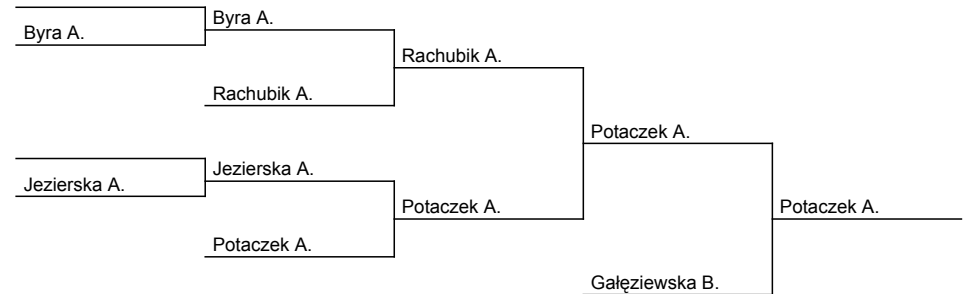 Byra A.
Byra A.
Rachubik A.
Rachubik A.
Potaczek A.
Jezierska A.
Jezierska A.
Potaczek A.
Potaczek A.
Potaczek A.
Gałęziewska B.